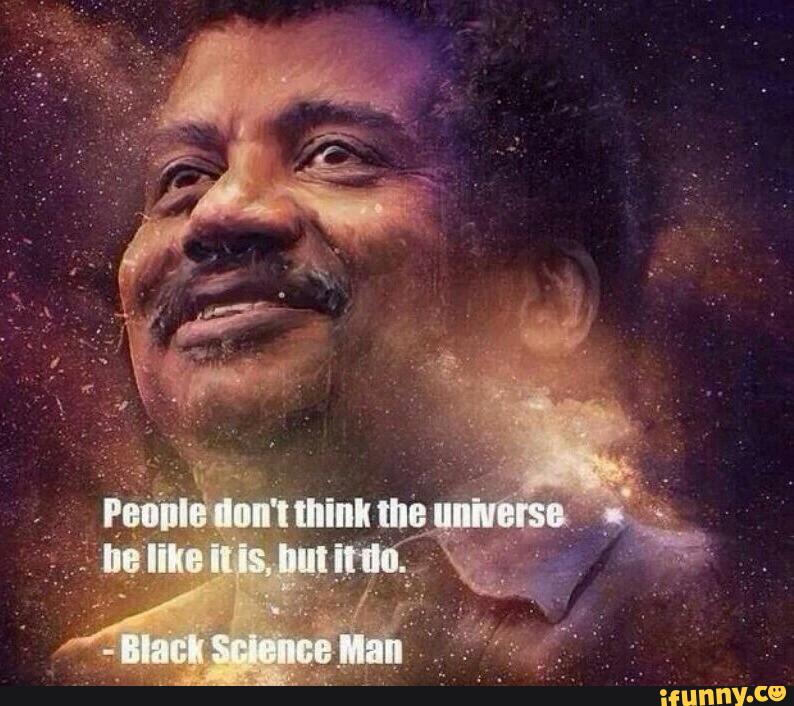 People don't think the universe
be like it is, but it do.
- Black Science Man
ifunny.co